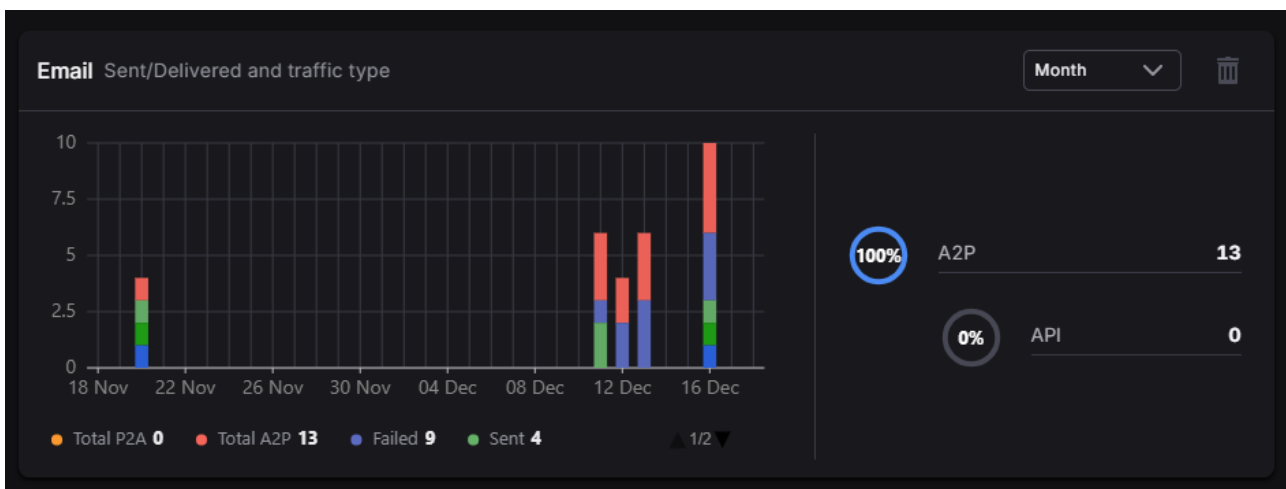 Email Sent/Delivered and traffic type
Month
10
7.5
5
2.5
0
18 Nov 22 Nov 26 Nov 30 Nov 04 Dec 08 Dec 12 Dec 16 Dec
Total P2A 0 Total A2P 13 Failed 9 Sent 4 1/2
100% A2P 13
0% API 0